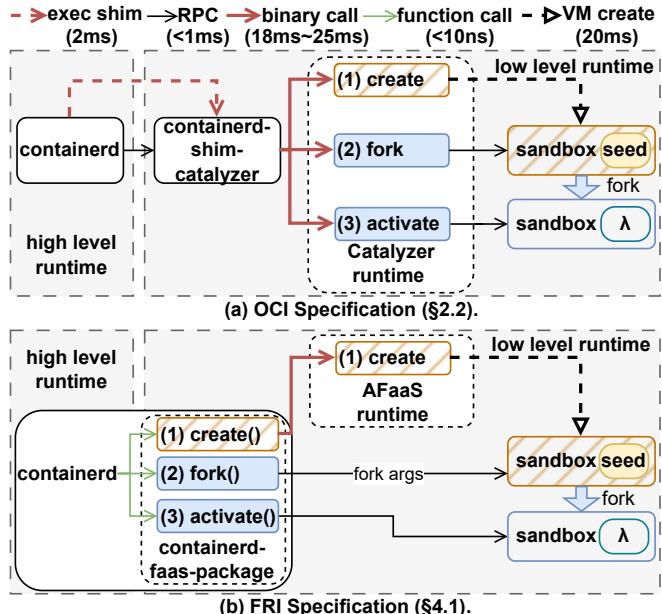 exec shim RPC binary call function call VM create
(2ms) (<1ms) (18ms~25ms) (<10ns) (20ms)
(1) create
low level runtime
containerd
containerd-
shim-
catalyzer
(2) fork
sandbox seed
fork
high level
runtime
(3) activate
sandbox λ
Catalyzer
runtime
(a) OCI Specification (§2.2).
high level
runtime
(1) create
low level runtime
AFaaS
runtime
(1) create()
containerd
(2) fork()
fork args
sandbox seed
fork
(3) activate()
sandbox λ
containerd-
faas-package
(b) FRI Specification (§4.1).